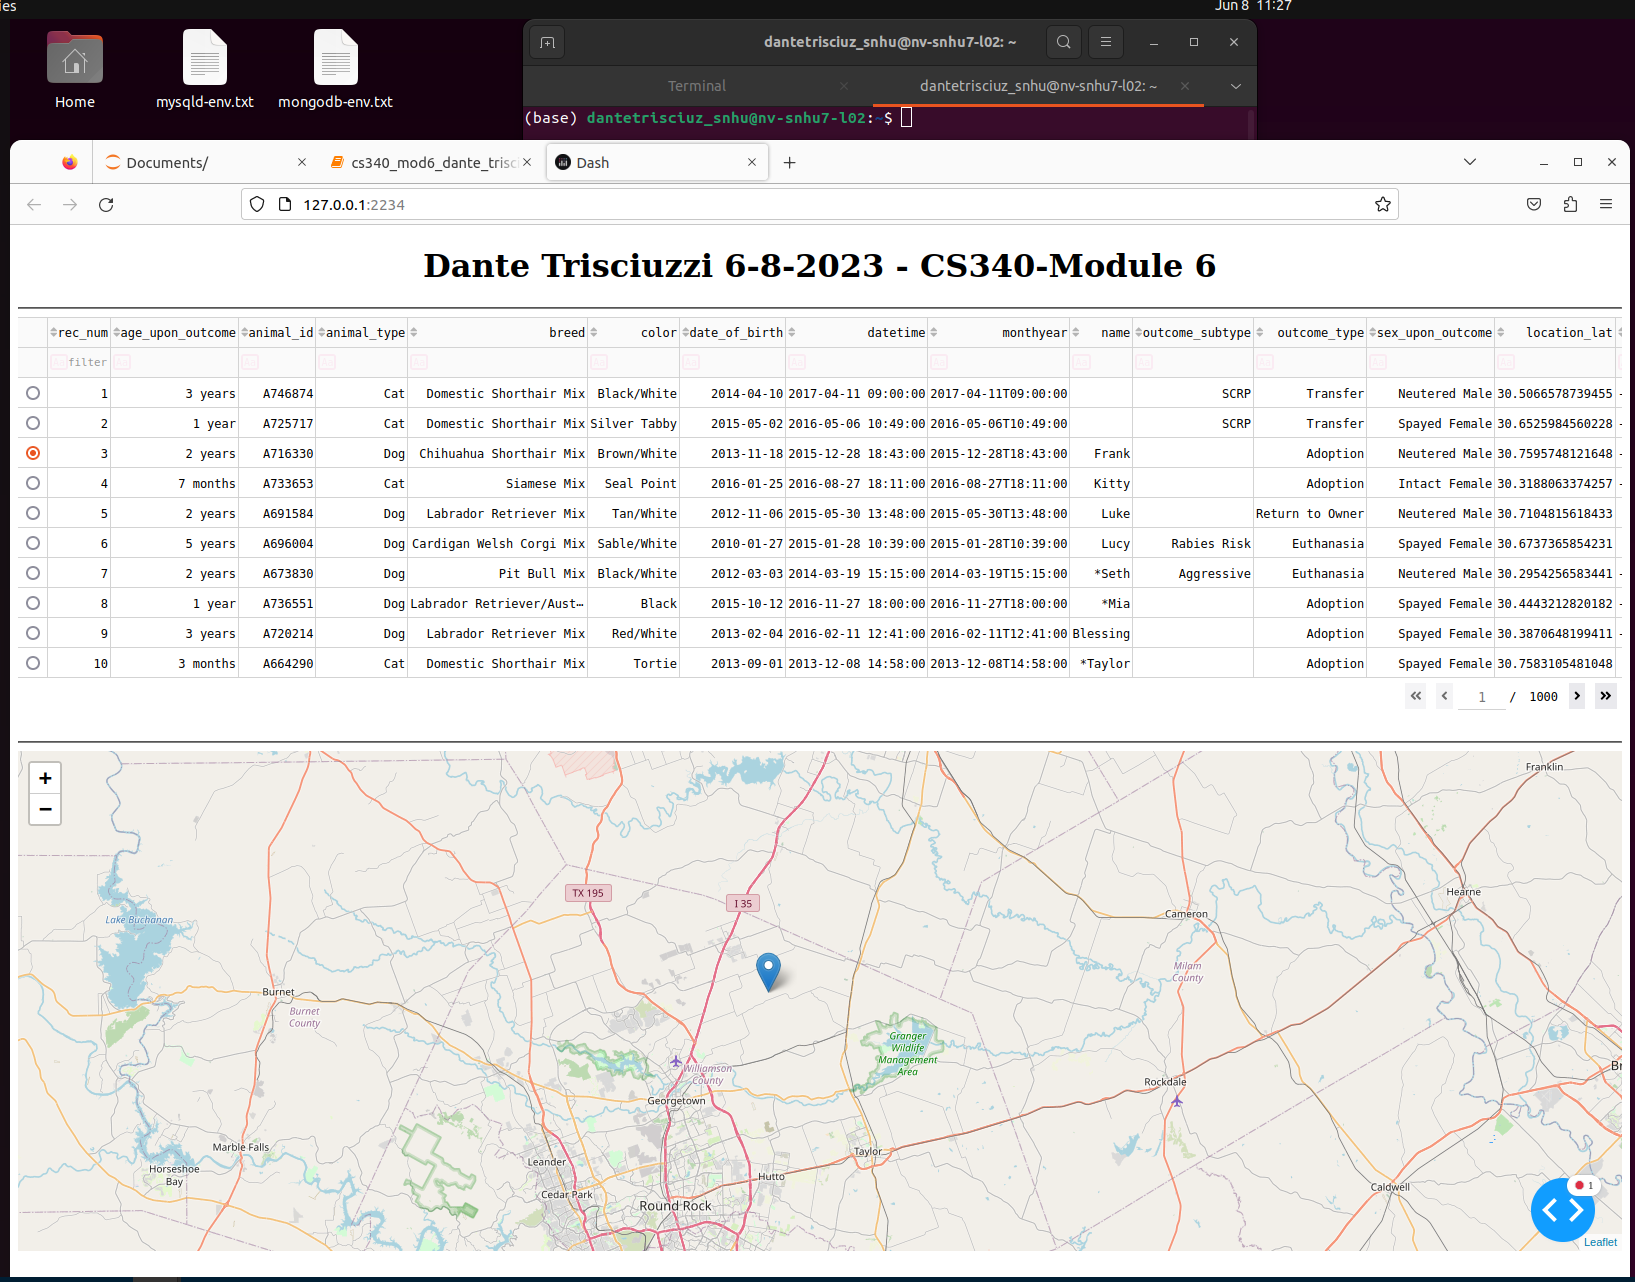 ies
Jun 8 11:27
Home
mysqld-env.txt
mongodb-env.txt
dantetrisciuz_snhu@nv-snhu7-l02: ~
Terminal
dantetrisciuz_snhu@nv-snhu7-l02: ~
(base) dantetrisciuz_snhu@nv-snhu7-l02:~$
Documents/
cs340_mod6_dante_trisc
Dash
127.0.0.1:2234
Dante Trisciuzzi 6-8-2023 - CS340-Module 6
rec_num age_upon_outcome animal_id animal_type breed color date_of_birth datetime monthyear name outcome_subtype outcome_type sex_upon_outcome location_lat
Aa filter Aa Aa Aa Aa Aa Aa Aa Aa Aa Aa Aa Aa Aa
1 3 years A746874 Cat Domestic Shorthair Mix Black/White 2014-04-10 2017-04-11 09:00:00 2017-04-11T09:00:00 SCRP Transfer Neutered Male 30.5066578739455 -
2 1 year A725717 Cat Domestic Shorthair Mix Silver Tabby 2015-05-02 2016-05-06 10:49:00 2016-05-06T10:49:00 SCRP Transfer Spayed Female 30.6525984560228 -
3 2 years A716330 Dog Chihuahua Shorthair Mix Brown/White 2013-11-18 2015-12-28 18:43:00 2015-12-28T18:43:00 Frank Adoption Neutered Male 30.7595748121648 -
4 7 months A733653 Cat Siamese Mix Seal Point 2016-01-25 2016-08-27 18:11:00 2016-08-27T18:11:00 Kitty Adoption Intact Female 30.3188063374257 -
5 2 years A691584 Dog Labrador Retriever Mix Tan/White 2012-11-06 2015-05-30 13:48:00 2015-05-30T13:48:00 Luke Return to Owner Neutered Male 30.7104815618433
6 5 years A696004 Dog Cardigan Welsh Corgi Mix Sable/White 2010-01-27 2015-01-28 10:39:00 2015-01-28T10:39:00 Lucy Rabies Risk Euthanasia Spayed Female 30.6737365854231
7 2 years A673830 Dog Pit Bull Mix Black/White 2012-03-03 2014-03-19 15:15:00 2014-03-19T15:15:00 *Seth Aggressive Euthanasia Neutered Male 30.2954256583441 -
8 1 year A736551 Dog Labrador Retriever/Aust… Black 2015-10-12 2016-11-27 18:00:00 2016-11-27T18:00:00 *Mia Adoption Spayed Female 30.4443212820182 -
9 3 years A720214 Dog Labrador Retriever Mix Red/White 2013-02-04 2016-02-11 12:41:00 2016-02-11T12:41:00 Blessing Adoption Spayed Female 30.3870648199411 -
10 3 months A664290 Cat Domestic Shorthair Mix Tortie 2013-09-01 2013-12-08 14:58:00 2013-12-08T14:58:00 *Taylor Adoption Spayed Female 30.7583105481048
« ‹ 1 / 1000 › »
+
−
Franklin
TX 195
I 35
Hearne
Lake Buchanan
Cameron
Milam
County
Burnet
Burnet
County
Granger
Wildlife
Management
Area
Williamson
County
Georgetown
Rockdale
Br
Marble Falls
Horseshoe
Bay
Leander
Taylor
Hutto
Cedar Park
Round Rock
Caldwell
1
Leaflet